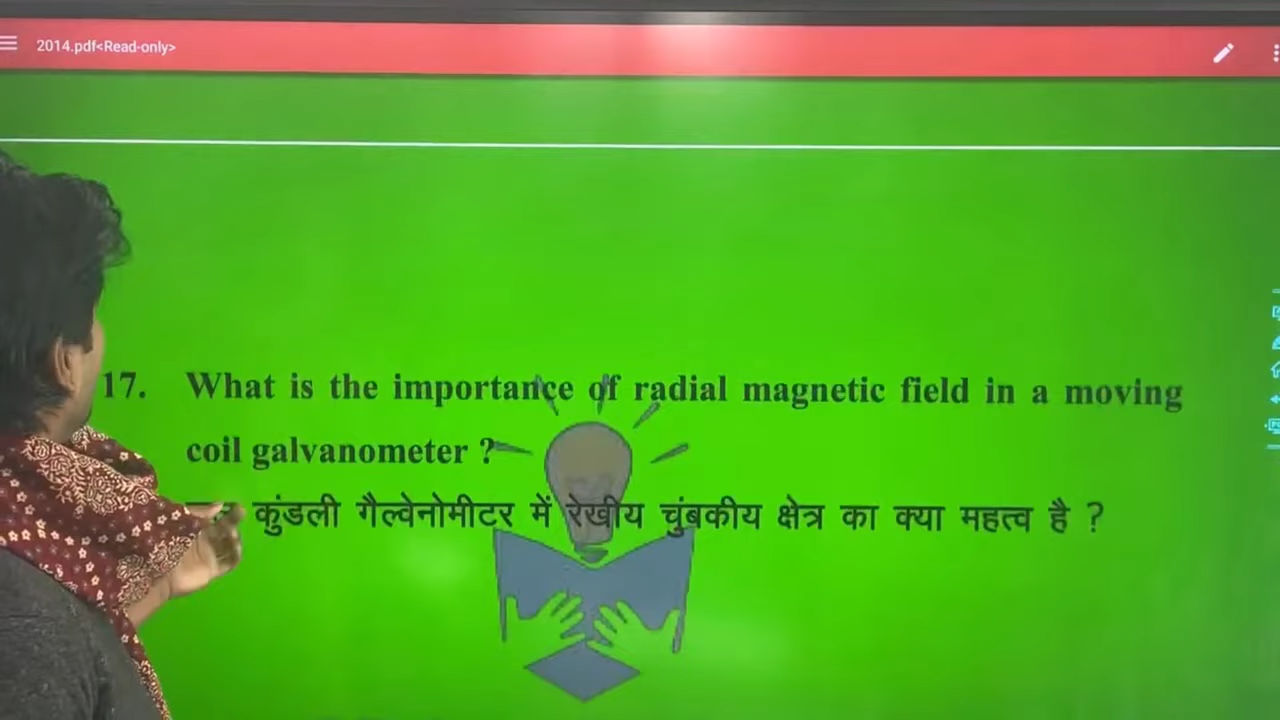 2014.pdf<Read-only>
17. What is the importance of radial magnetic field in a moving
coil galvanometer ?
कुंडली गैल्वेनोमीटर में रेखीय चुंबकीय क्षेत्र का क्या महत्व है ?